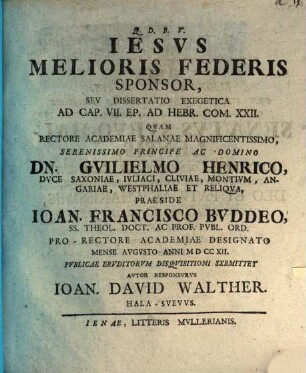 Q. D. B. V.
IESVS
MELIORIS FEDERIS
SPONSOR,
SEV DISSERTATIO EXEGETICA
AD CAP. VII. EP. AD HEBR. COM. XXII.
QVAM
RECTORE ACADEMIAE SALANAE MAGNIFICENTISSIMO,
SERENISSIMO PRINCIPE AC DOMINO
DN. GVILIELMO HENRICO,
DVCE SAXONIAE, IVLIACI, CLIVIAE, MONTIVM, AN-
GARIAE, WESTPHALIAE ET RELIQVA,
PRAESIDE
IOAN. FRANCISCO BVDDEO,
SS. THEOL. DOCT. AC PROF. PVBL. ORD.
PRO-RECTORE ACADEMIAE DESIGNATO
MENSE AVGVSTO ANNI M D CC XII.
PVBLICAE ERVDITORVM DISQVISITIONI SVBMITTET
AVTOR RESPONSVRVS
IOAN. DAVID WALTHER.
HALA-SVEVVS.
IENAE, LITTERIS MVLLERIANIS.